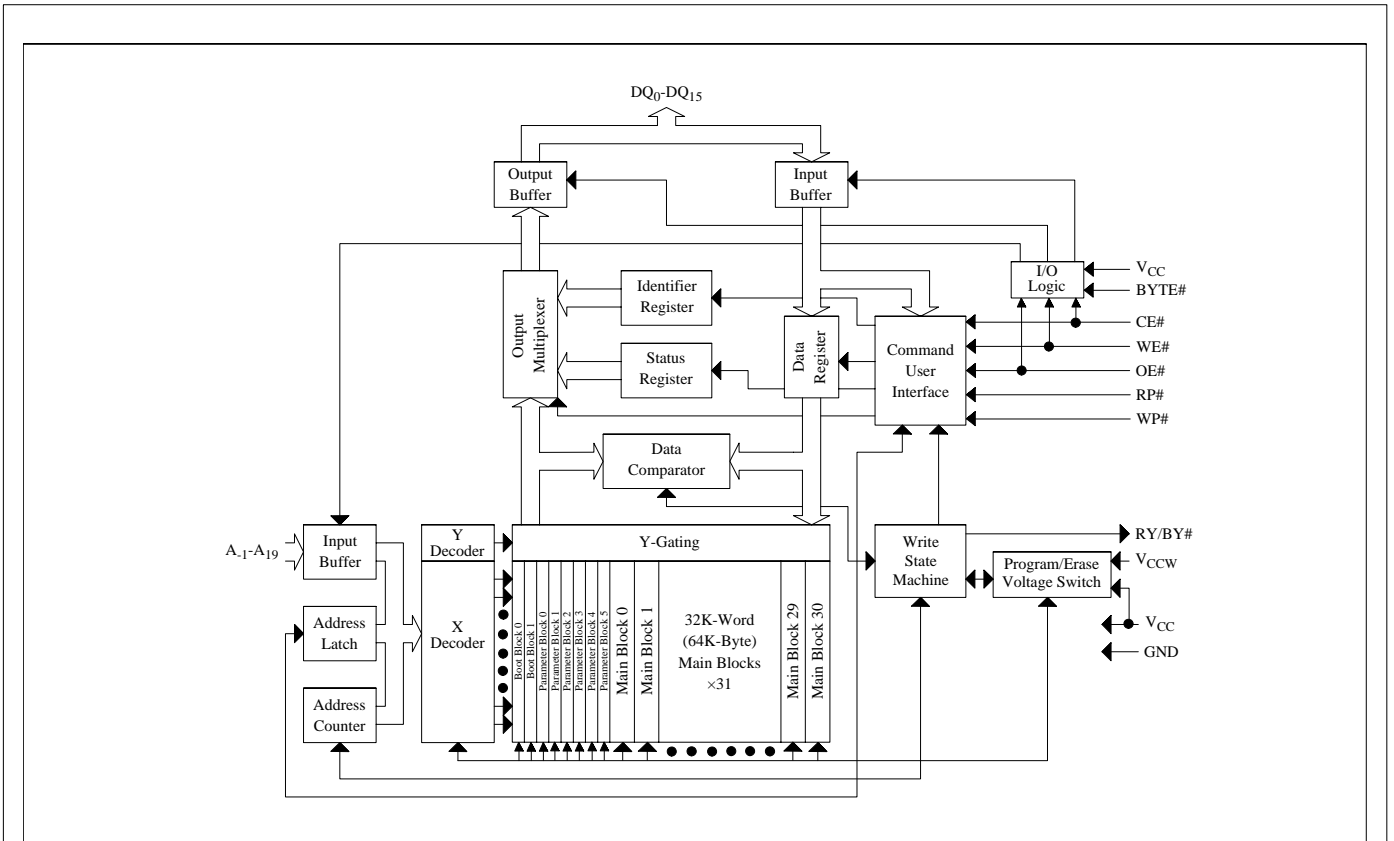 DQ0-DQ15
Output
Buffer
Input
Buffer
I/O
Logic
VCC
BYTE#
Output
Multiplexer
Identifier
Register
Status
Register
Data
Register
Command
User
Interface
CE#
WE#
OE#
RP#
WP#
Data
Comparator
A-1-A19
Input
Buffer
Y
Decoder
Y-Gating
Write
State
Machine
RY/BY#
Program/Erase
Voltage Switch
VCCW
VCC
GND
Address
Latch
Address
Counter
X
Decoder
Boot Block 0
Boot Block 1
Parameter Block 0
Parameter Block 1
Parameter Block 2
Parameter Block 3
Parameter Block 4
Parameter Block 5
Main Block 0
Main Block 1
32K-Word
(64K-Byte)
Main Blocks
×31
Main Block 29
Main Block 30